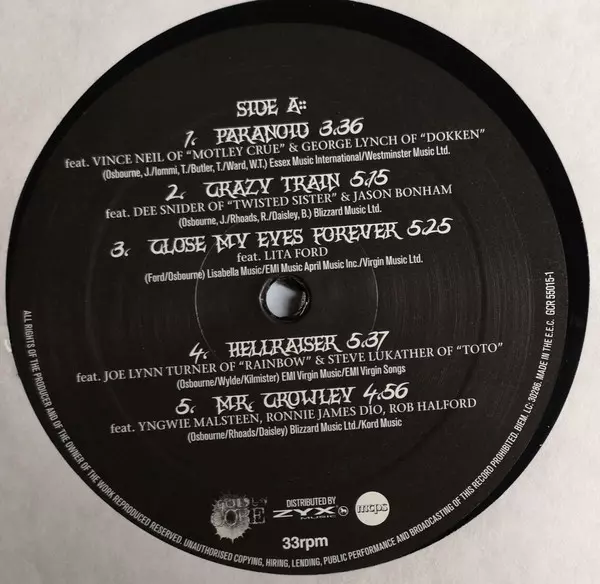 SIDE A::
1. PARANOID 3.36
feat. VINCE NEIL OF "MOTLEY CRUE" & GEORGE LYNCH OF "DOKKEN"
(Osbourne, J./Iommi, T./Butler, T./Ward, W.T.) Essex Music International/Westminster Music Ltd.
2. CRAZY TRAIN 5.15
feat. DEE SNIDER OF "TWISTED SISTER" & JASON BONHAM
(Osbourne, J./Rhoads, R./Daisley, B.) Blizzard Music Ltd.
3. CLOSE MY EYES FOREVER 5.25
feat. LITA FORD
(Ford/Osbourne) Lisabella Music/EMI Music April Music Inc./Virgin Music Ltd.
4. HELLRAISER 5.37
feat. JOE LYNN TURNER OF "RAINBOW" & STEVE LUKATHER OF "TOTO"
(Osbourne/Wylde/Kilmister) EMI Virgin Music/EMI Virgin Songs
5. MR. CROWLEY 4.56
feat. YNGWIE MALSTEEN, RONNIE JAMES DIO, ROB HALFORD
(Osbourne/Rhoads/Daisley) Blizzard Music Ltd./Kord Music
DISTRIBUTED BY
ZYX
MUSIC
mcps
33rpm
ALL RIGHTS OF THE PRODUCER AND OF THE OWNER OF THE WORK REPRODUCED RESERVED. UNAUTHORISED COPYING, HIRING, LENDING, PUBLIC PERFORMANCE AND BROADCASTING OF THIS RECORD PROHIBITED. BIEM. LC: 30286. MADE IN THE E.E.C. GCR 55015-1